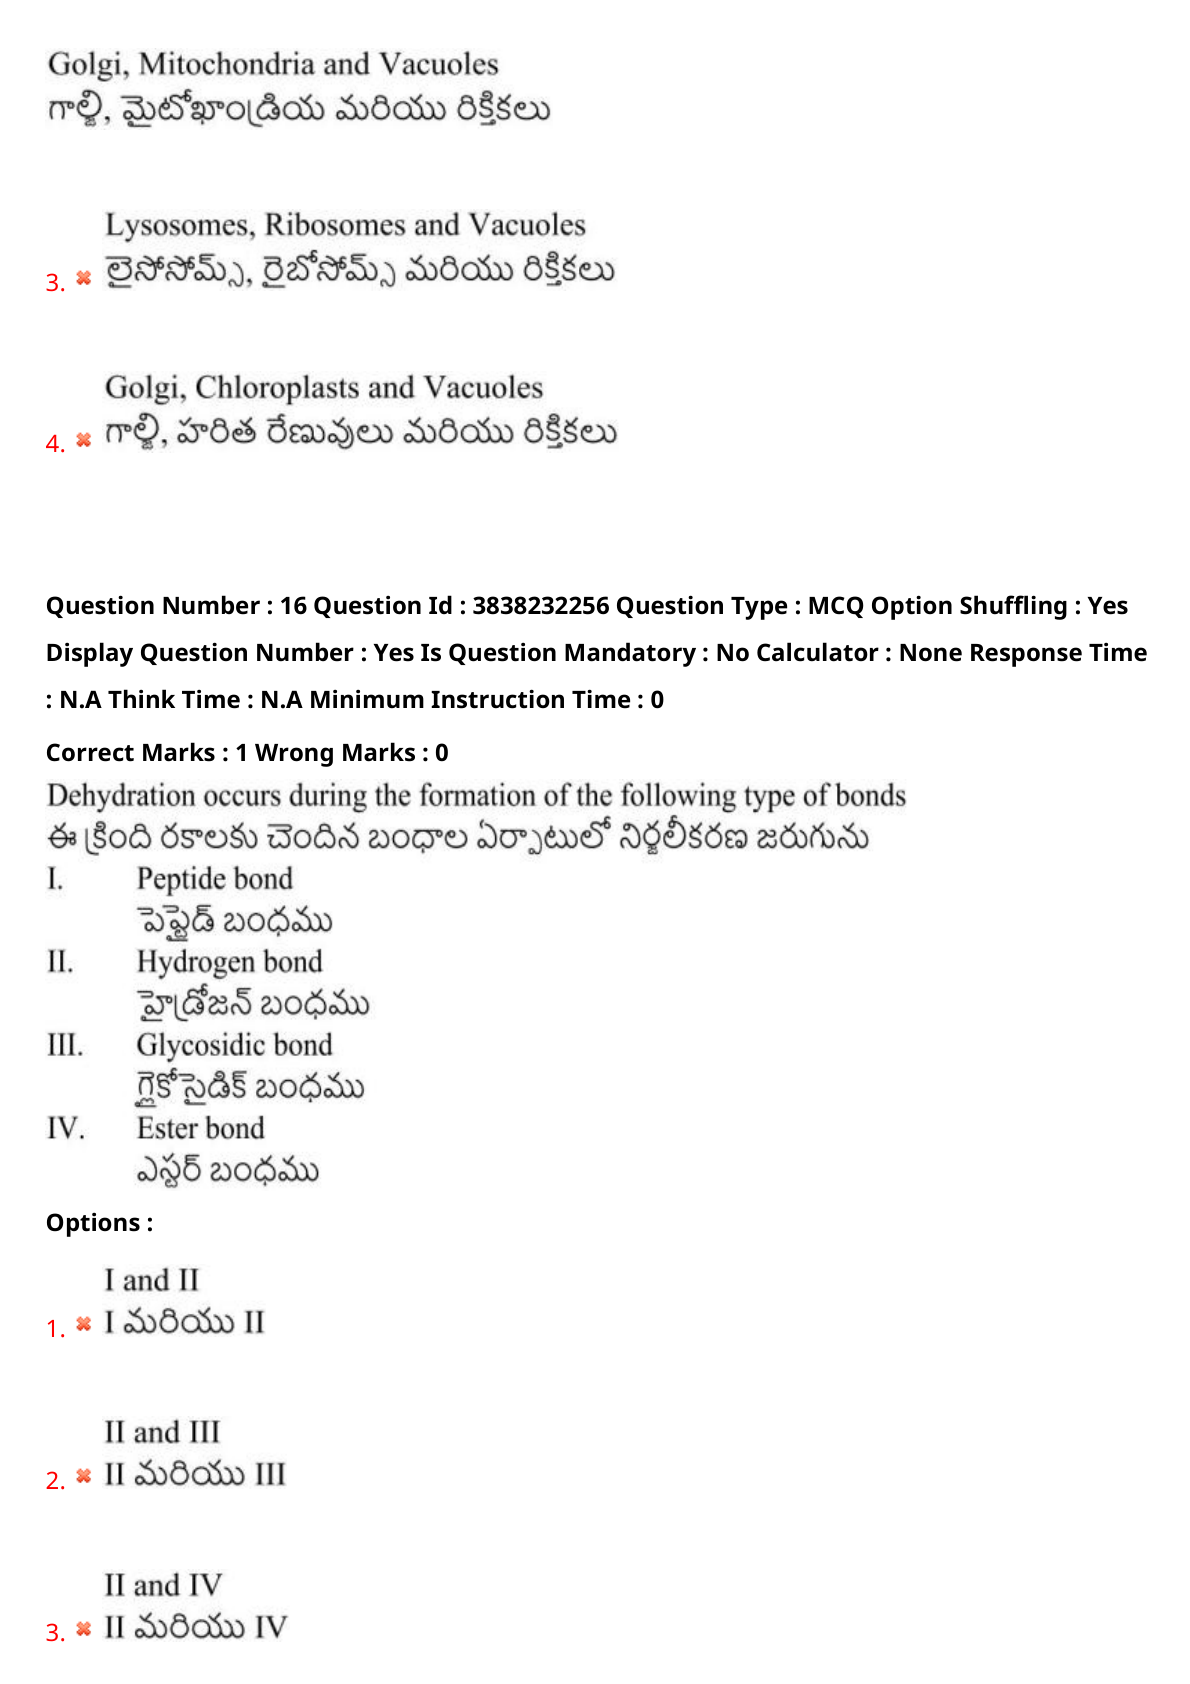 Golgi, Mitochondria and Vacuoles
గాల్జి, మైటోఖాండ్రియ మరియు రిక్తికలు
Lysosomes, Ribosomes and Vacuoles
3. లైసోసోమ్స్, రైబోసోమ్స్ మరియు రిక్తికలు
Golgi, Chloroplasts and Vacuoles
4. గాల్జి, హరిత రేణువులు మరియు రిక్తికలు
Question Number : 16 Question Id : 3838232256 Question Type : MCQ Option Shuffling : Yes
Display Question Number : Yes Is Question Mandatory : No Calculator : None Response Time
: N.A Think Time : N.A Minimum Instruction Time : 0
Correct Marks : 1 Wrong Marks : 0
Dehydration occurs during the formation of the following type of bonds
ఈ క్రింది రకాలకు చెందిన బంధాల ఏర్పాటులో నిర్జలీకరణ జరుగును
I. Peptide bond
పెప్టైడ్ బంధము
II. Hydrogen bond
హైడ్రోజన్ బంధము
III. Glycosidic bond
గ్లైకోసైడిక్ బంధము
IV. Ester bond
ఎస్టర్ బంధము
Options :
I and II
1. I మరియు II
II and III
2. II మరియు III
II and IV
3. II మరియు IV